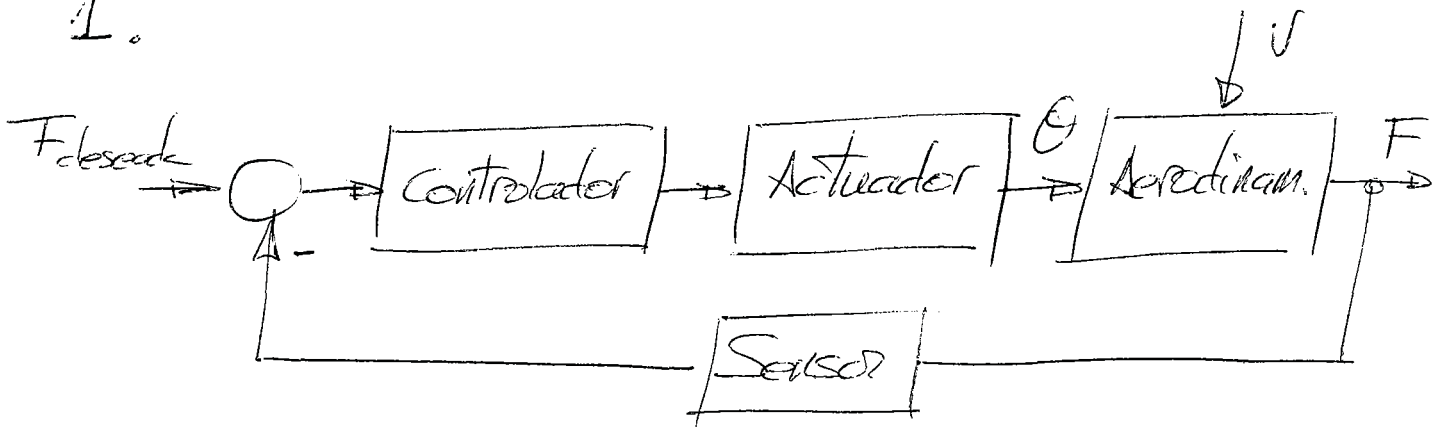 1.
v
F deseada
Controlador
Actuador
θ
Aerodinam.
F
-
Sensor